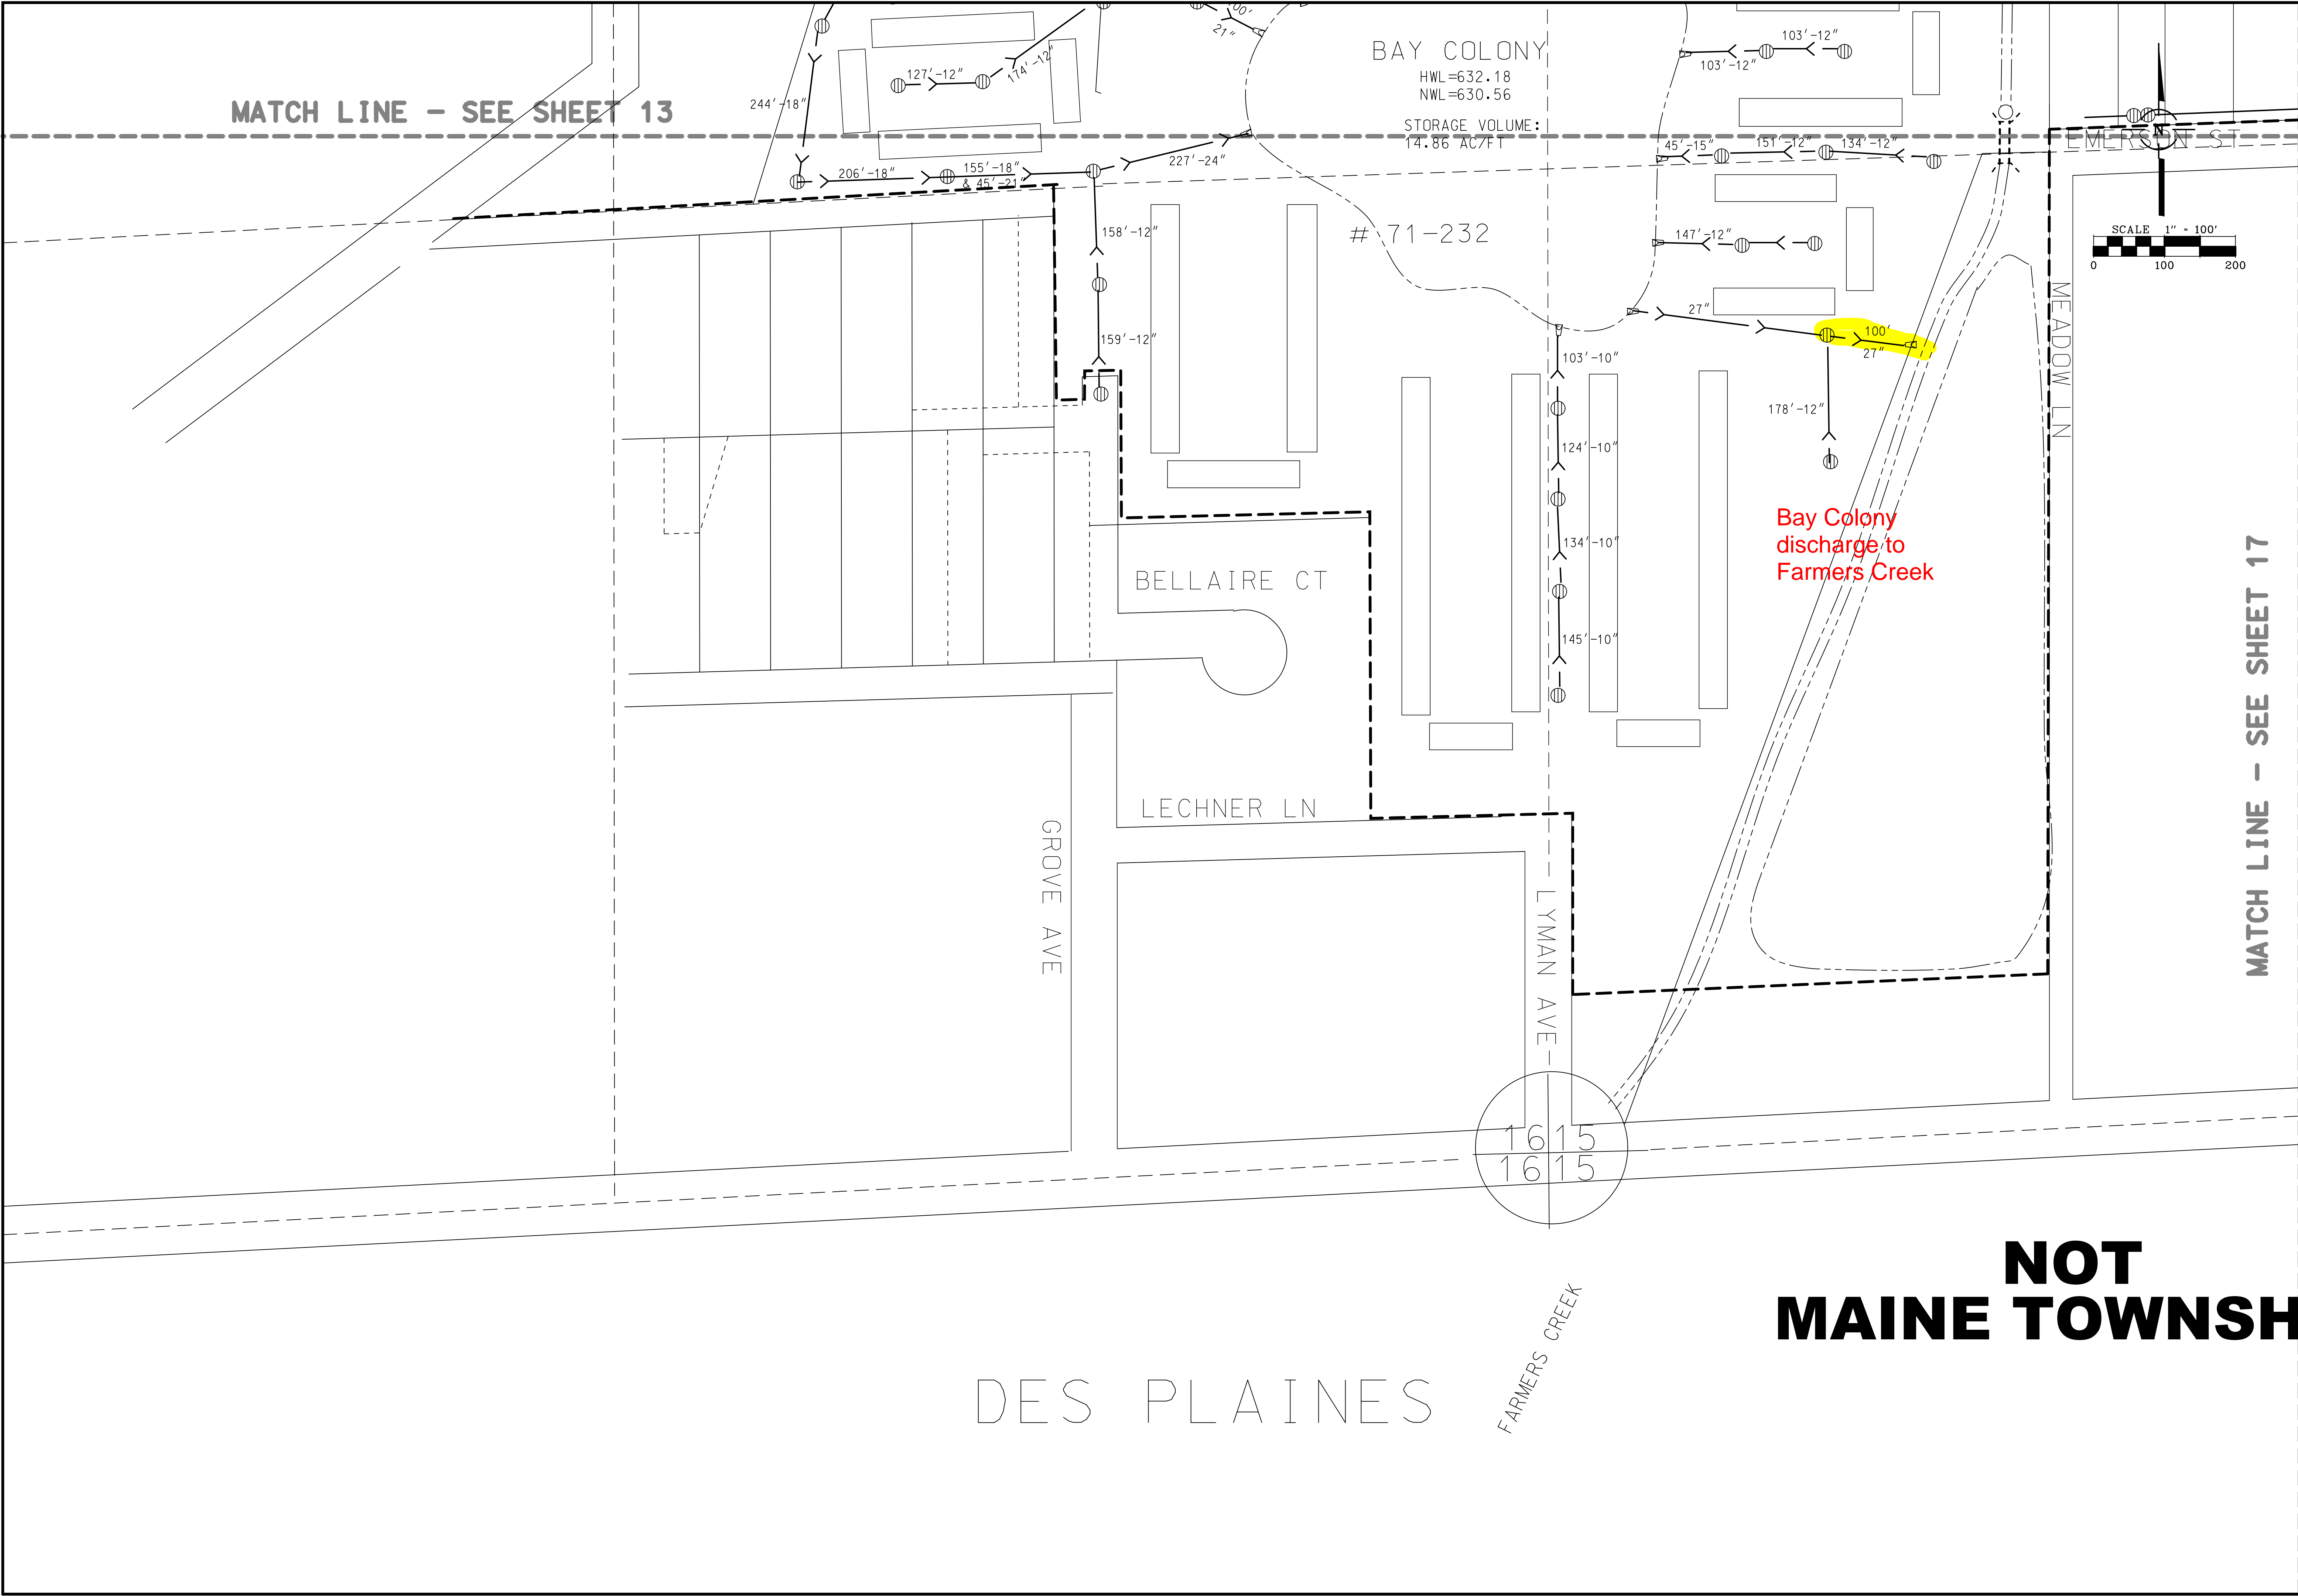 100'
21"
BAY COLONY
HWL=632.18
NWL=630.56
STORAGE VOLUME:
14.86 AC/FT
103'-12"
103'-12"
127'-12"
174'-12"
244'-18"
MATCH LINE - SEE SHEET 13
EMERSON ST
N
206'-18"
155'-18"
& 45'-21"
227'-24"
45'-15"
151'-12"
134'-12"
158'-12"
# 71-232
147'-12"
SCALE 1" = 100'
0 100 200
159'-12"
27"
100'
27"
MEADOW LN
103'-10"
178'-12"
124'-10"
Bay Colony
discharge to
Farmers Creek
134'-10"
BELLAIRE CT
145'-10"
MATCH LINE - SEE SHEET 17
LECHNER LN
GROVE AVE
LYMAN AVE
16 15
16 15
NOT
MAINE TOWNSH
FARMERS CREEK
DES PLAINES